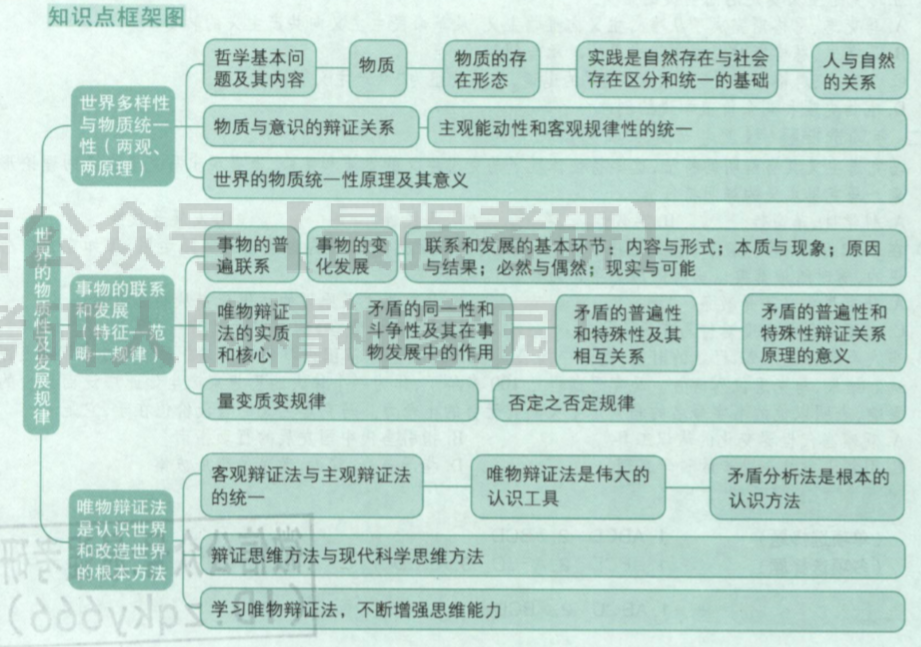 知识点框架图
世界的物质性及发展规律
世界多样性
与物质统一
性（两观、
两原理）
哲学基本问
题及其内容
物质
物质的存
在形态
实践是自然存在与社会
存在区分和统一的基础
人与自然
的关系
物质与意识的辩证关系
主观能动性和客观规律性的统一
世界的物质统一性原理及其意义
信公众号【曼强考研】
事物的联系
和发展
（特征—范
畴—规律）
事物的普
遍联系
事物的变
化发展
联系和发展的基本环节：内容与形式；本质与现象；原因
与结果；必然与偶然；现实与可能
唯物辩证
法的实质
和核心
矛盾的同一性和
斗争性及其在事
物发展中的作用
矛盾的普遍性
和特殊性及其
相互关系
矛盾的普遍性和
特殊性辩证关系
原理的意义
考研人的精神家园
量变质变规律
否定之否定规律
唯物辩证法
是认识世界
和改造世界
的根本方法
客观辩证法与主观辩证法
的统一
唯物辩证法是伟大的
认识工具
矛盾分析法是根本的
认识方法
辩证思维方法与现代科学思维方法
学习唯物辩证法，不断增强思维能力